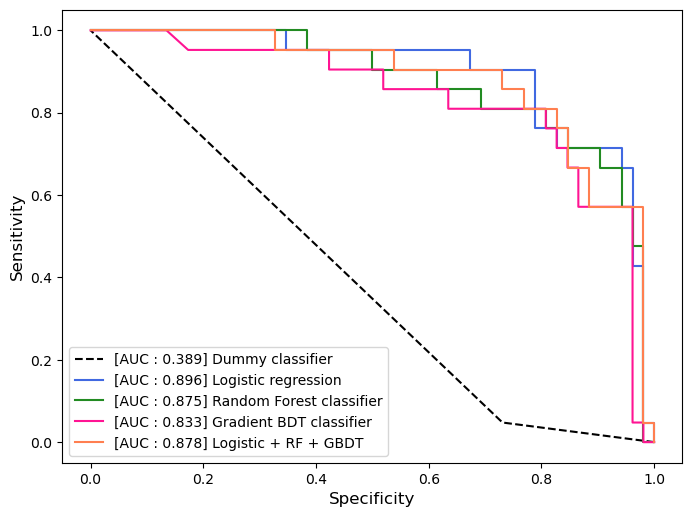 1.0
0.8
0.6
0.4
0.2
0.0
Sensitivity
[AUC : 0.389] Dummy classifier
[AUC : 0.896] Logistic regression
[AUC : 0.875] Random Forest classifier
[AUC : 0.833] Gradient BDT classifier
[AUC : 0.878] Logistic + RF + GBDT
0.0 0.2 0.4 0.6 0.8 1.0
Specificity